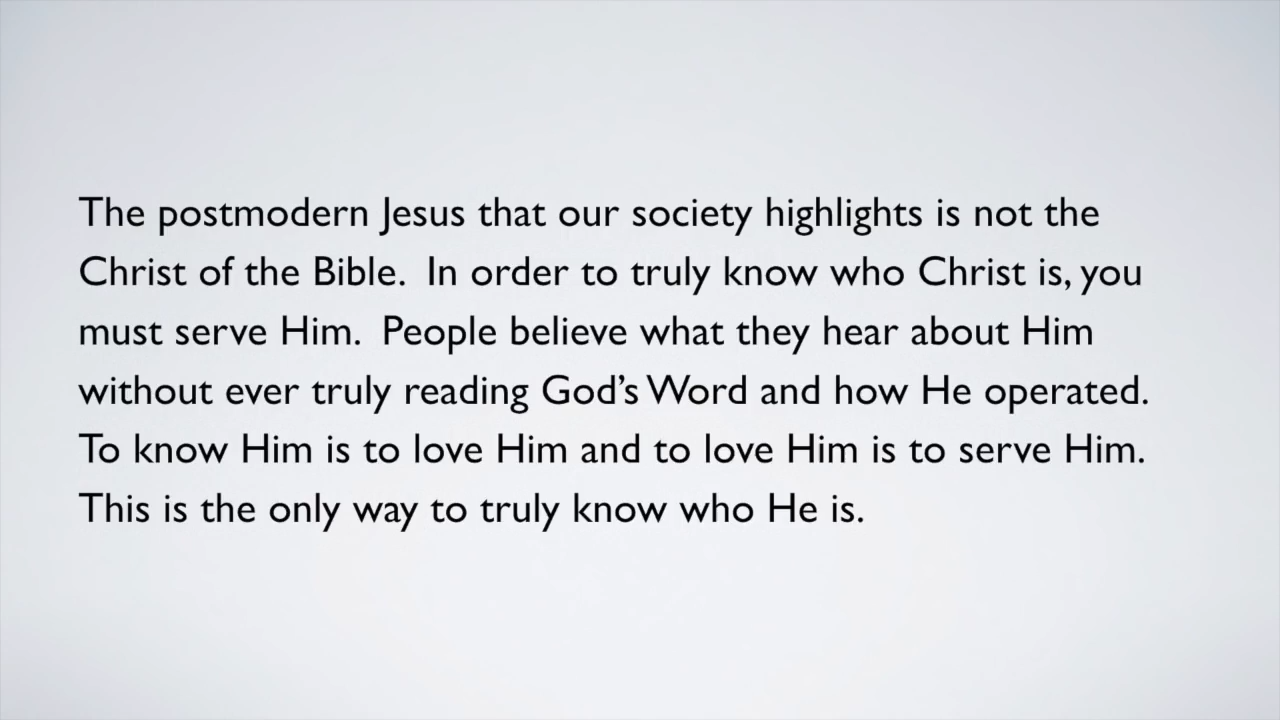 The postmodern Jesus that our society highlights is not the
Christ of the Bible.  In order to truly know who Christ is, you
must serve Him.  People believe what they hear about Him
without ever truly reading God’s Word and how He operated.
To know Him is to love Him and to love Him is to serve Him.
This is the only way to truly know who He is.